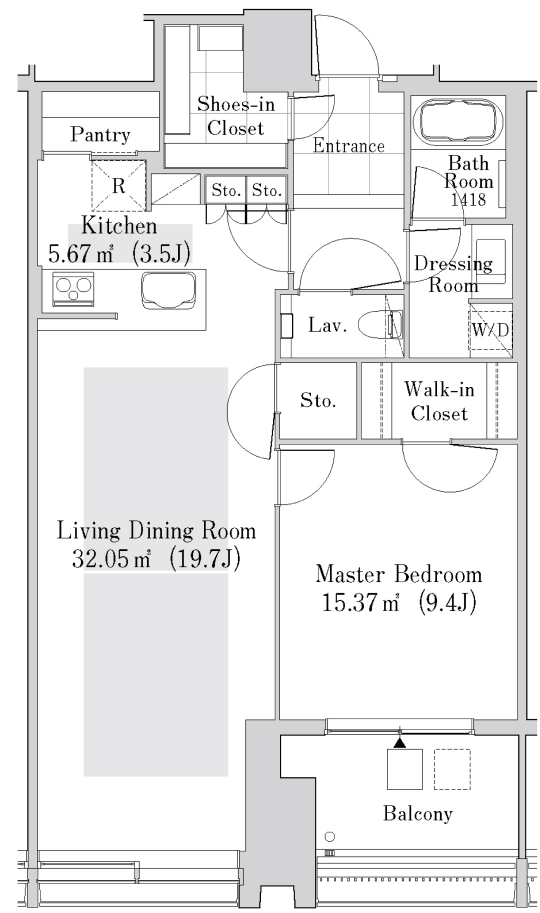 Shoes-in
Closet
Pantry
Entrance
Bath
Room
1418
R
Sto.
Sto.
Kitchen
5.67㎡ (3.5J)
Dressing
Room
Lav.
W/D
Sto.
Walk-in
Closet
Living Dining Room
32.05㎡ (19.7J)
Master Bedroom
15.37㎡ (9.4J)
Balcony